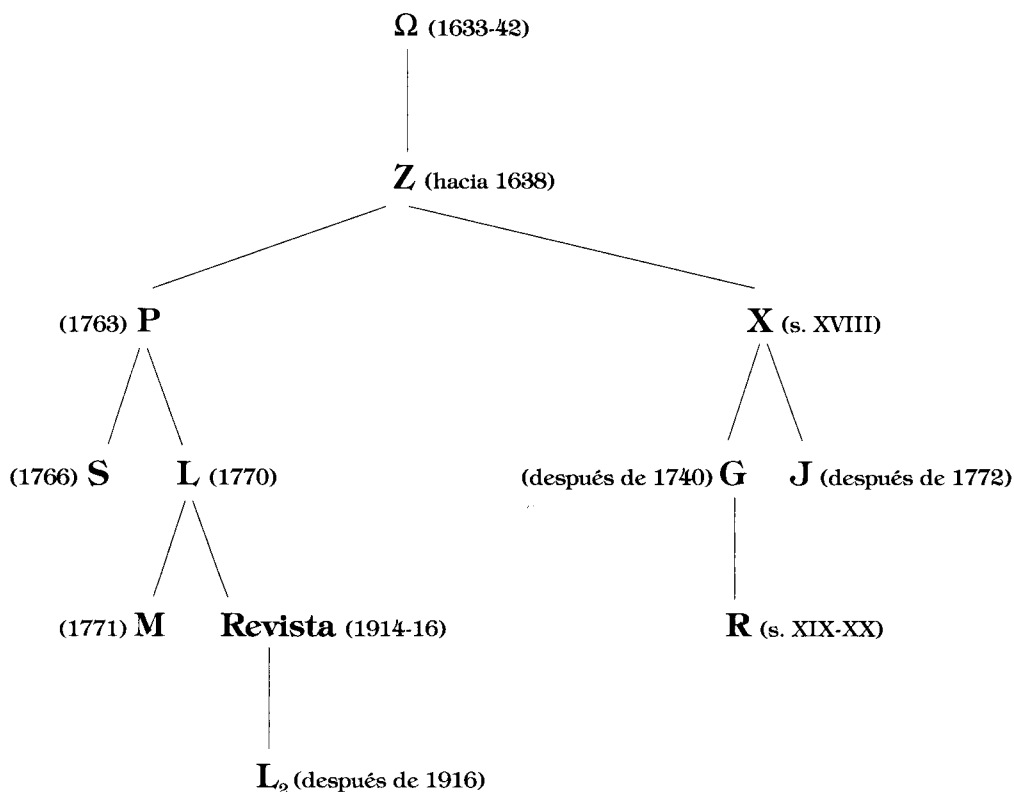 Ω (1633-42)
Z (hacia 1638)
(1763) P X (s. XVIII)
(1766) S L (1770) (después de 1740) G J (después de 1772)
(1771) M Revista (1914-16) R (s. XIX-XX)
L₂ (después de 1916)